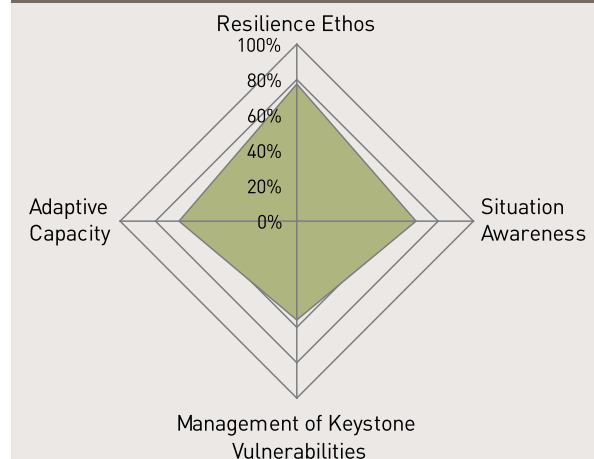 Resilience Ethos
100%
80%
60%
40%
20%
0%
Adaptive
Capacity
Situation
Awareness
Management of Keystone
Vulnerabilities